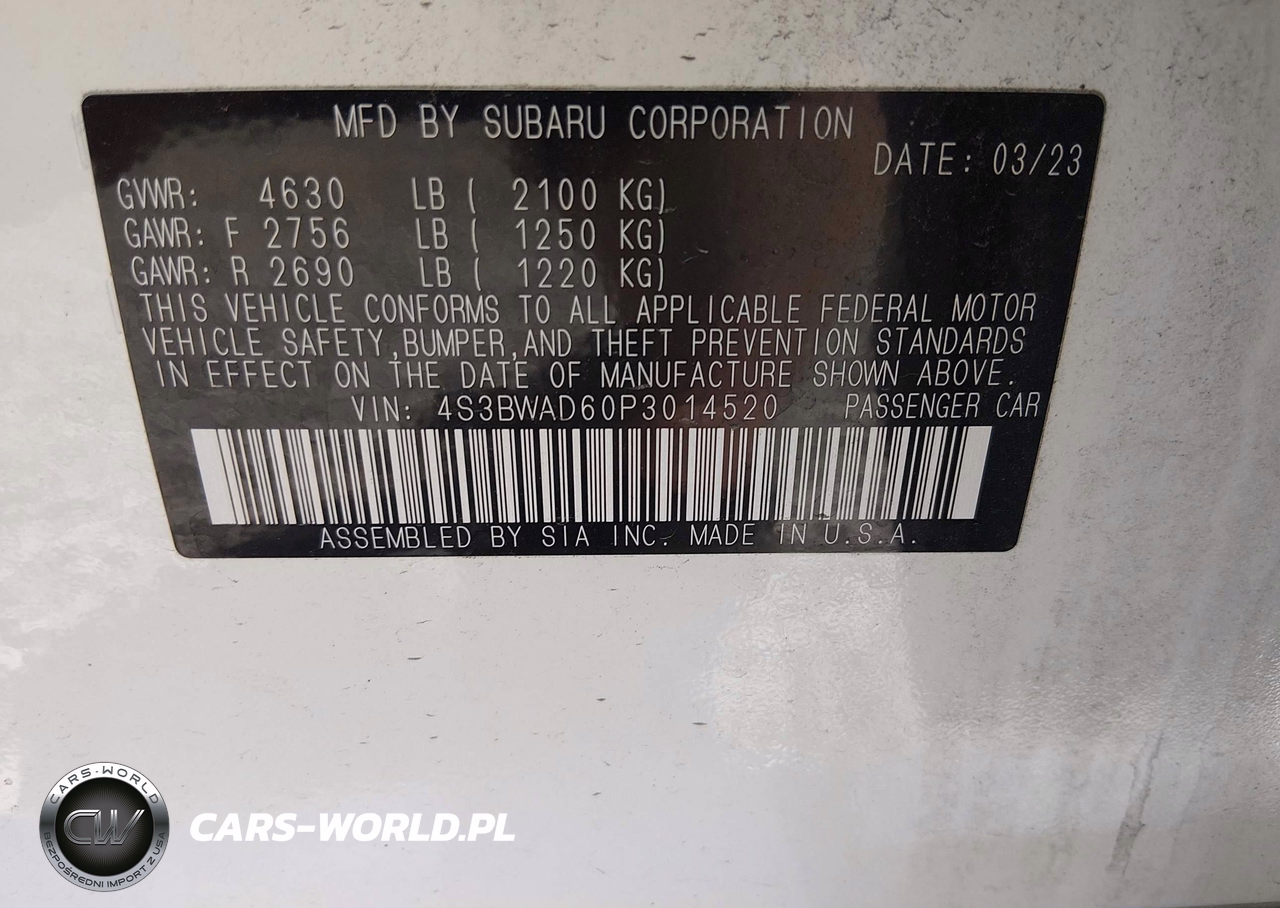 MFD BY SUBARU CORPORATION
DATE: 03/23
GVWR: 4630 LB ( 2100 KG)
GAWR: F 2756 LB ( 1250 KG)
GAWR: R 2690 LB ( 1220 KG)
THIS VEHICLE CONFORMS TO ALL APPLICABLE FEDERAL MOTOR
VEHICLE SAFETY,BUMPER,AND THEFT PREVENTION STANDARDS
IN EFFECT ON THE DATE OF MANUFACTURE SHOWN ABOVE.
VIN: 4S3BWAD60P3014520 PASSENGER CAR
ASSEMBLED BY SIA INC. MADE IN U.S.A.
CARS-WORLD
CW
BEZPOŚREDNI IMPORT Z USA
CARS-WORLD.PL